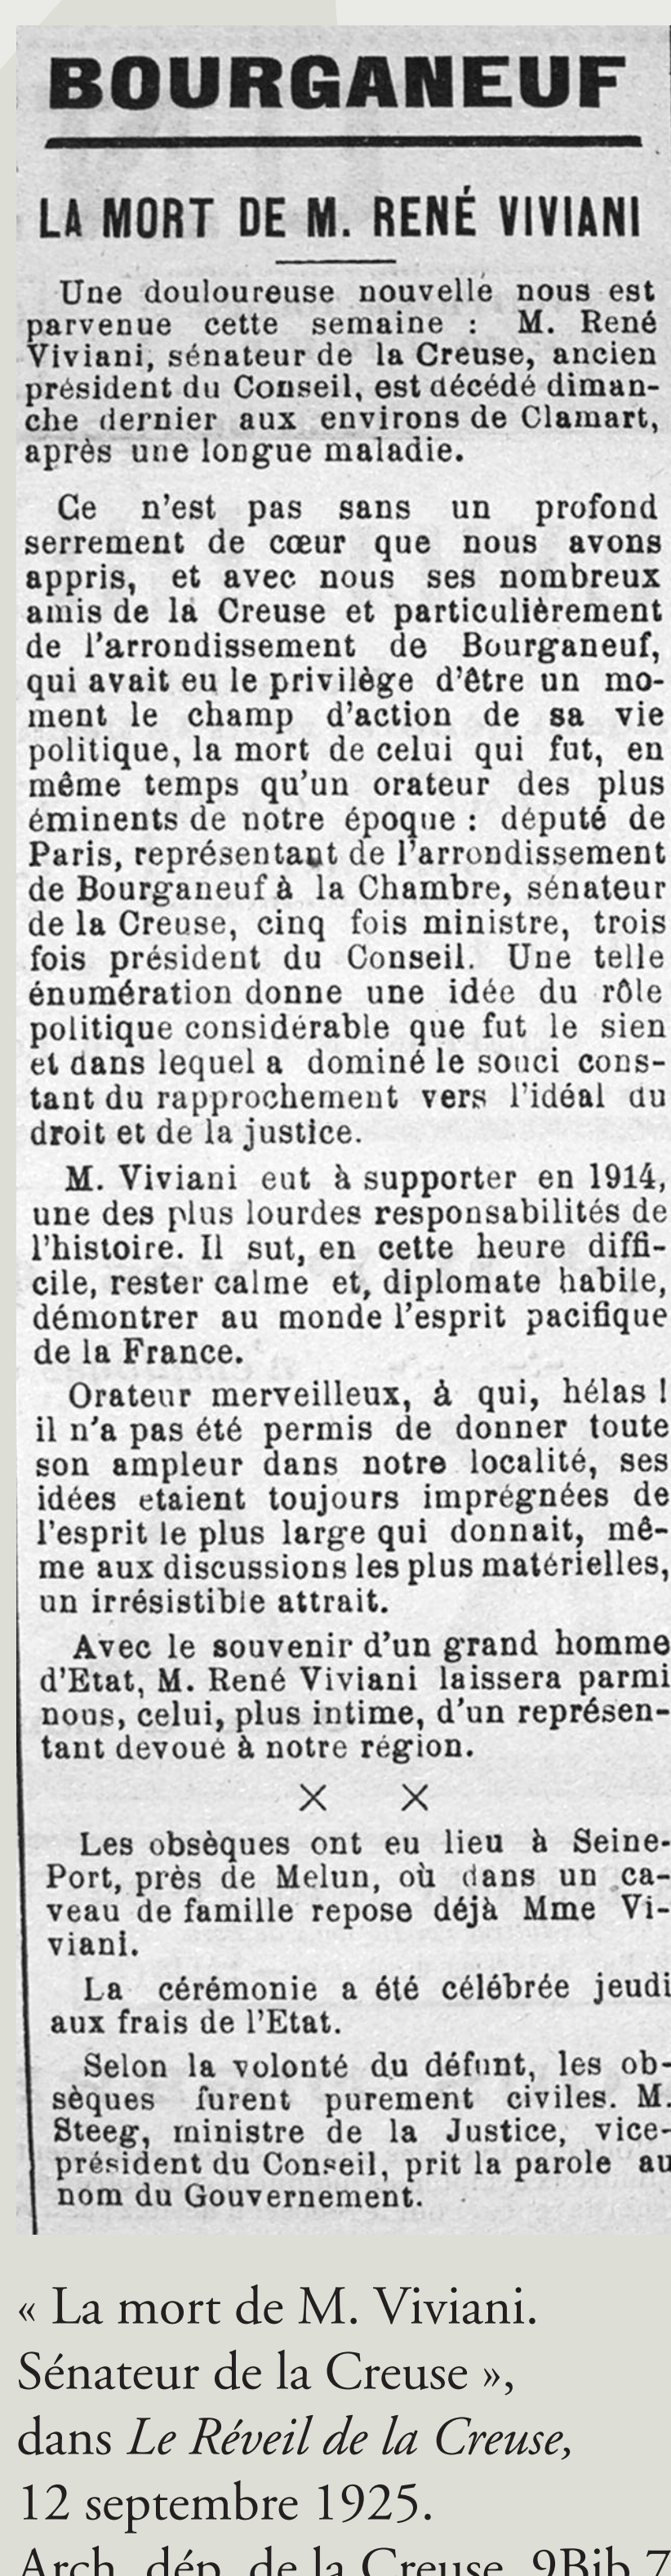 BOURGANEUF
LA MORT DE M. RENÉ VIVIANI
Une douloureuse nouvelle nous est
parvenue cette semaine : M. René
Viviani, sénateur de la Creuse, ancien
président du Conseil, est décédé diman-
che dernier aux environs de Clamart,
après une longue maladie.
Ce n'est pas sans un profond
serrement de cœur que nous avons
appris, et avec nous ses nombreux
amis de la Creuse et particulièrement
de l'arrondissement de Bourganeuf,
qui avait eu le privilège d'être un mo-
ment le champ d'action de sa vie
politique, la mort de celui qui fut, en
même temps qu'un orateur des plus
éminents de notre époque : député de
Paris, représentant de l'arrondissement
de Bourganeuf à la Chambre, sénateur
de la Creuse, cinq fois ministre, trois
fois président du Conseil. Une telle
énumération donne une idée du rôle
politique considérable que fut le sien
et dans lequel a dominé le souci cons-
tant du rapprochement vers l'idéal du
droit et de la justice.
M. Viviani eut à supporter en 1914,
une des plus lourdes responsabilités de
l'histoire. Il sut, en cette heure diffi-
cile, rester calme et, diplomate habile,
démontrer au monde l'esprit pacifique
de la France.
Orateur merveilleux, à qui, hélas !
il n'a pas été permis de donner toute
son ampleur dans notre localité, ses
idées etaient toujours imprégnées de
l'esprit le plus large qui donnait, mê-
me aux discussions les plus matérielles,
un irrésistible attrait.
Avec le souvenir d'un grand homme
d'Etat, M. René Viviani laissera parmi
nous, celui, plus intime, d'un représen-
tant devoué à notre région.
× ×
Les obsèques ont eu lieu à Seine-
Port, près de Melun, où dans un ca-
veau de famille repose déjà Mme Vi-
viani.
La cérémonie a été célébrée jeudi
aux frais de l'Etat.
Selon la volonté du défunt, les ob-
sèques furent purement civiles. M.
Steeg, ministre de la Justice, vice-
président du Conseil, prit la parole au
nom du Gouvernement.
« La mort de M. Viviani.
Sénateur de la Creuse »,
dans Le Réveil de la Creuse,
12 septembre 1925.
Arch. dép. de la Creuse, 9Bib 7